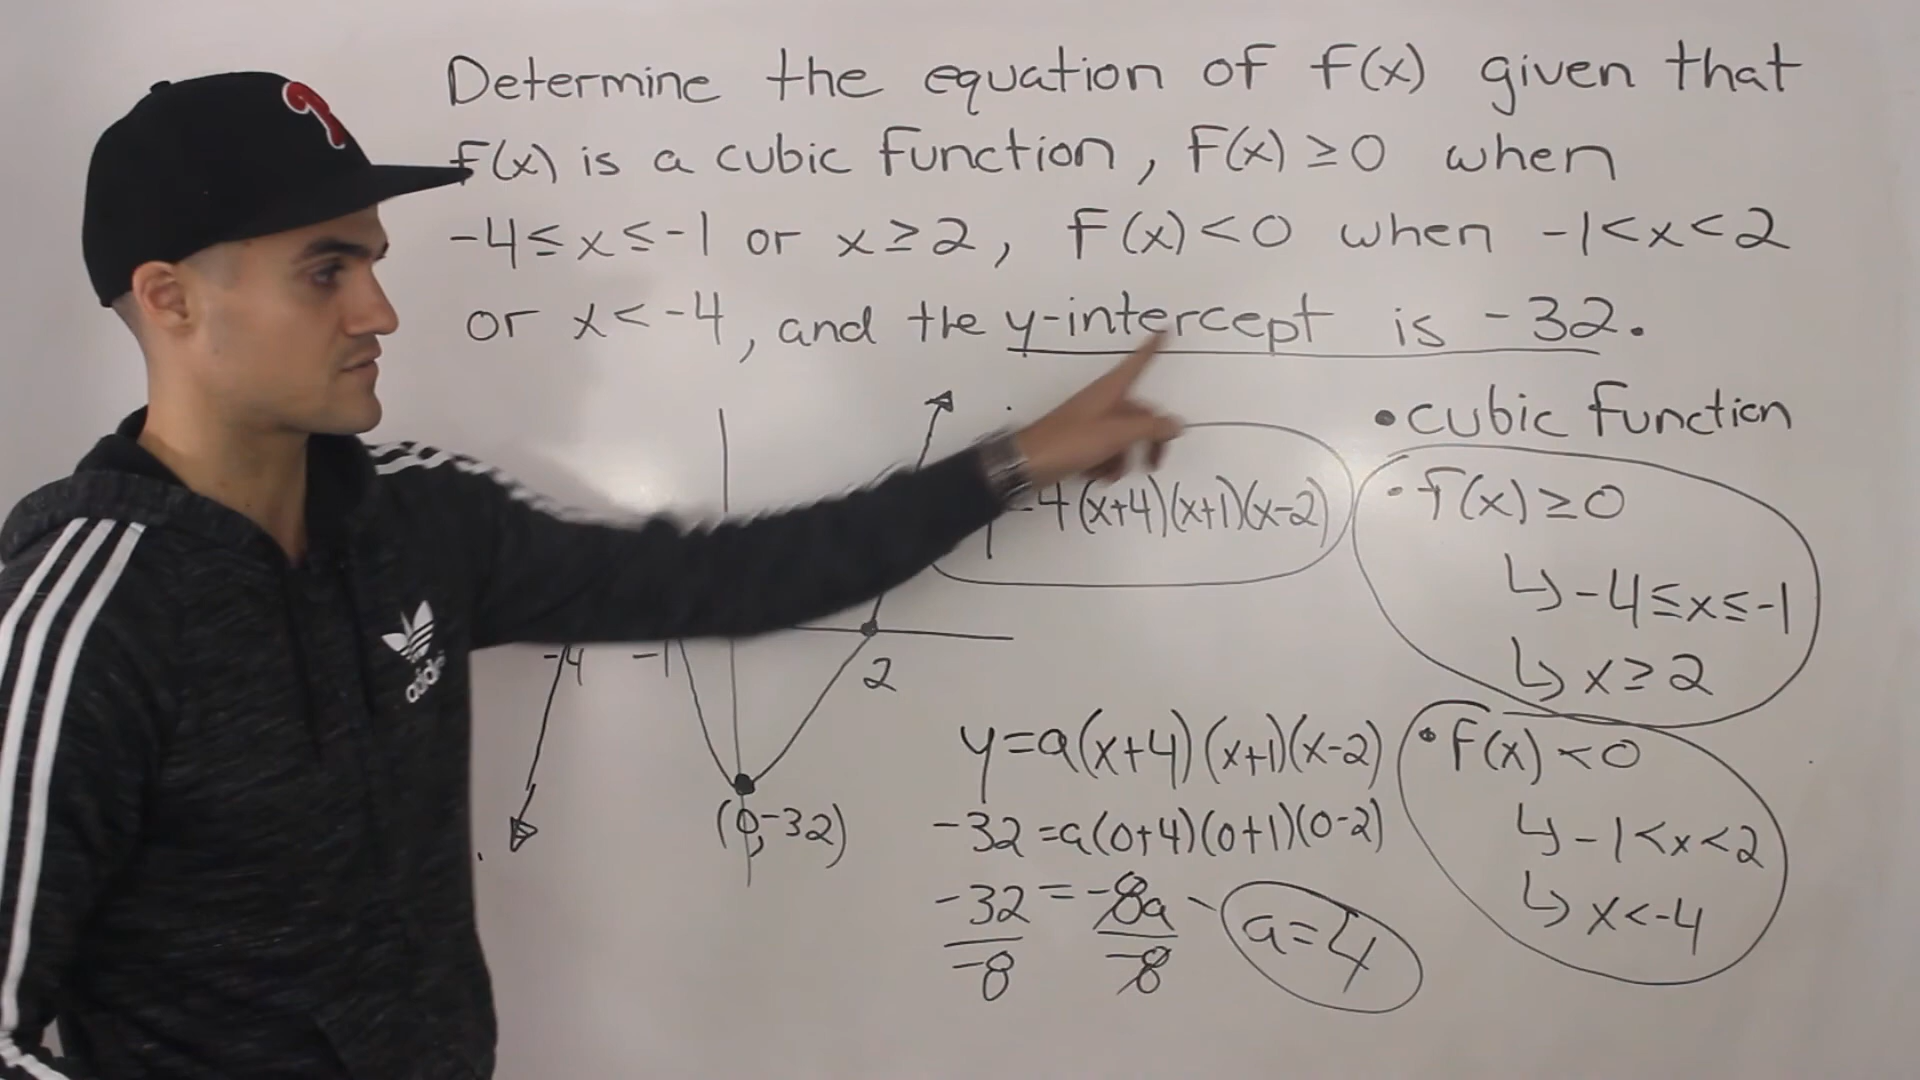 Determine the equation of f(x) given that
f(x) is a cubic function, f(x) ≥ 0 when
-4 ≤ x ≤ -1 or x ≥ 2, f(x) < 0 when -1 < x < 2
or x < -4, and the y-intercept is -32.
• cubic function
4(x+4)(x+1)(x-2)
• f(x) ≥ 0
↳ -4 ≤ x ≤ -1
↳ x ≥ 2
-4 -1 2
(0, -32)
y = a(x+4)(x+1)(x-2)
-32 = a(0+4)(0+1)(0-2)
-32 = -8a
-8 -8
a = 4
• f(x) < 0
↳ -1 < x < 2
↳ x < -4
P
adidas